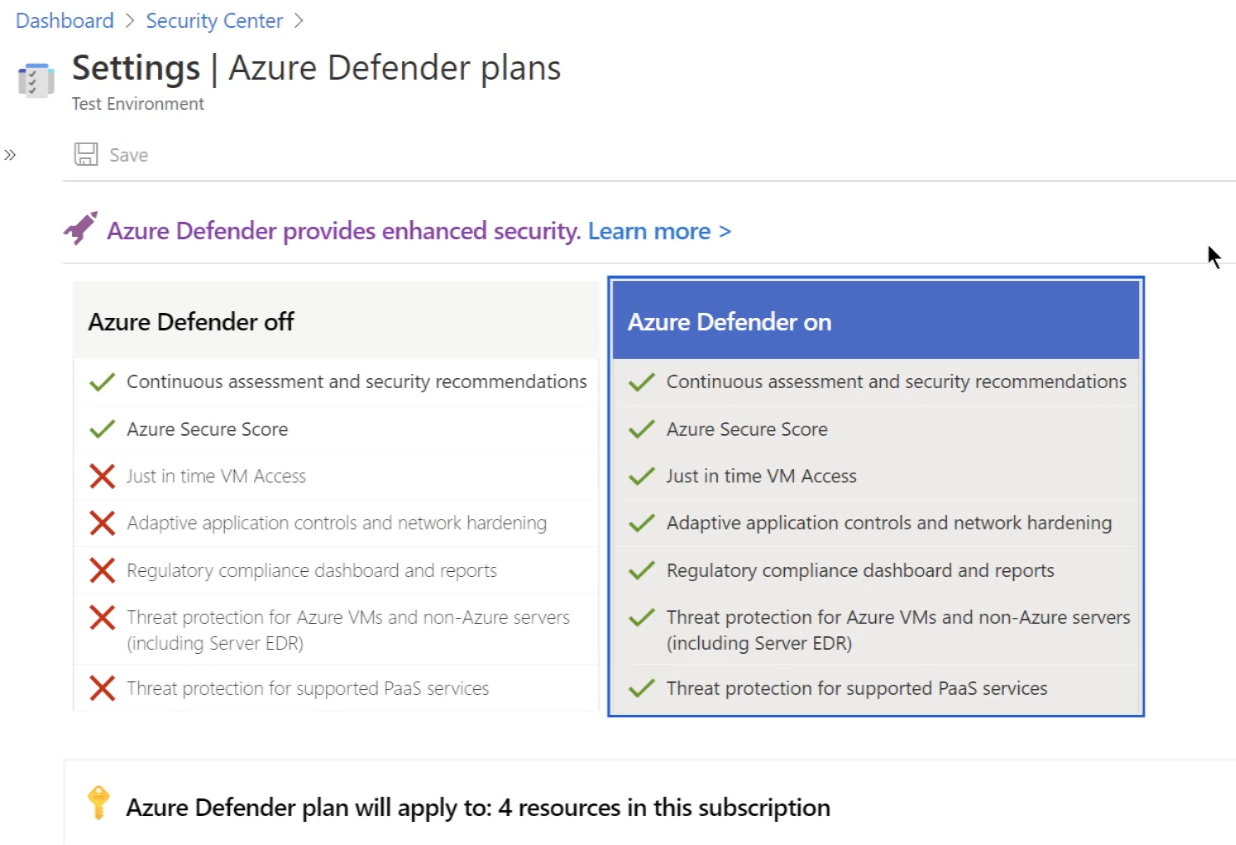 Dashboard > Security Center >
Settings | Azure Defender plans
Test Environment
» Save
Azure Defender provides enhanced security. Learn more >
Azure Defender off
Continuous assessment and security recommendations
Azure Secure Score
Just in time VM Access
Adaptive application controls and network hardening
Regulatory compliance dashboard and reports
Threat protection for Azure VMs and non-Azure servers
(including Server EDR)
Threat protection for supported PaaS services
Azure Defender on
Continuous assessment and security recommendations
Azure Secure Score
Just in time VM Access
Adaptive application controls and network hardening
Regulatory compliance dashboard and reports
Threat protection for Azure VMs and non-Azure servers
(including Server EDR)
Threat protection for supported PaaS services
Azure Defender plan will apply to: 4 resources in this subscription